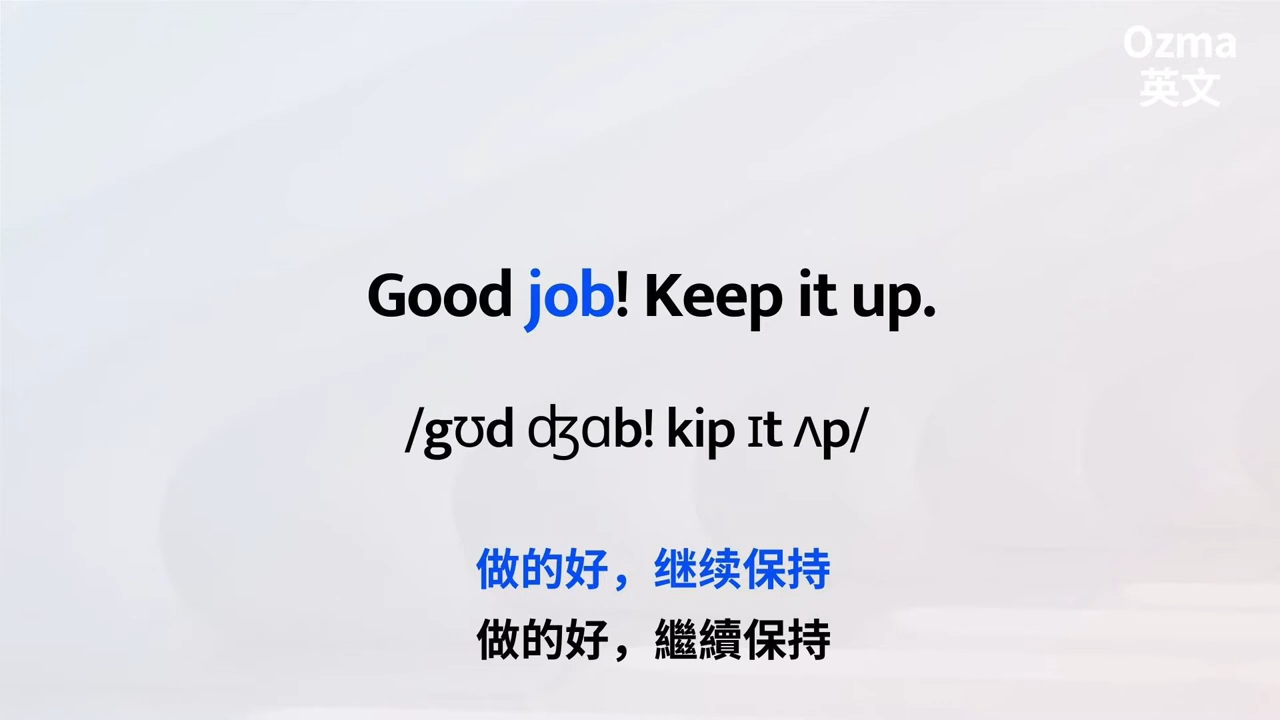 Ozma
英文
Good job! Keep it up.
/gʊd ʤɑb! kip ɪt ʌp/
做的好，继续保持
做的好，繼續保持